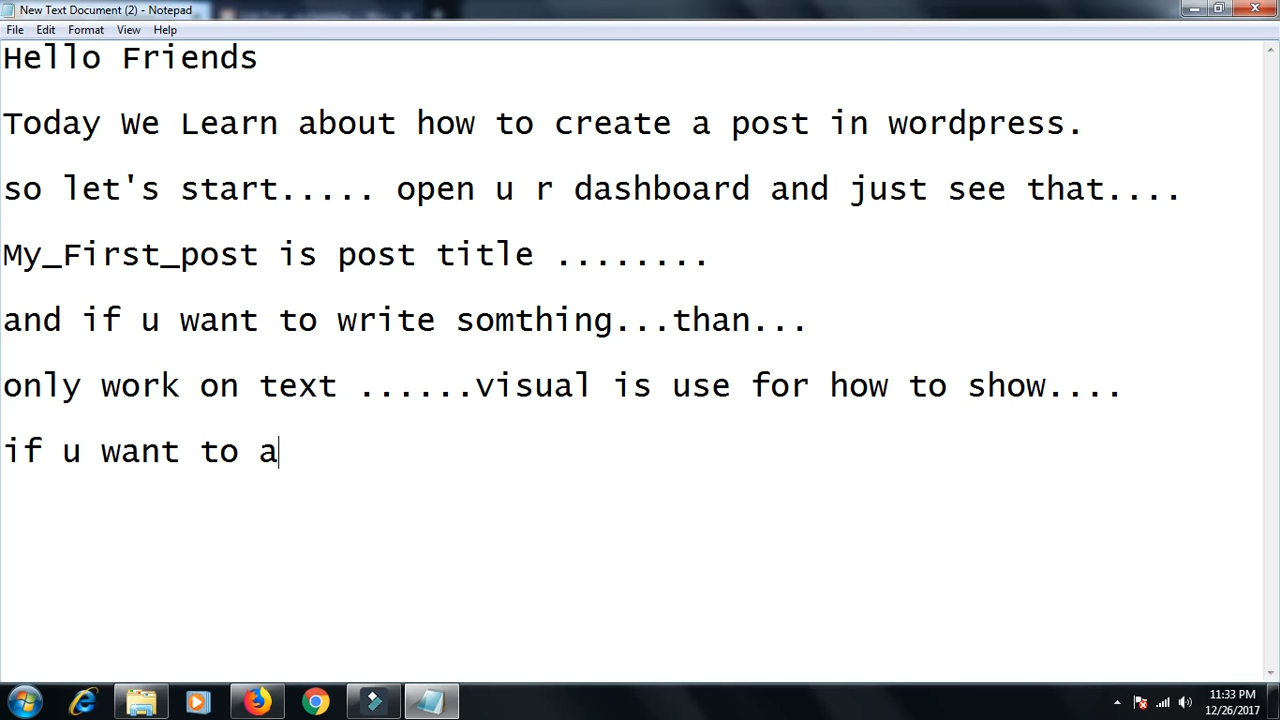 New Text Document (2) - Notepad
File Edit Format View Help
Hello Friends
Today We Learn about how to create a post in wordpress.
so let's start..... open u r dashboard and just see that....
My_First_post is post title ........
and if u want to write somthing...than...
only work on text ......visual is use for how to show....
if u want to a
11:33 PM
12/26/2017